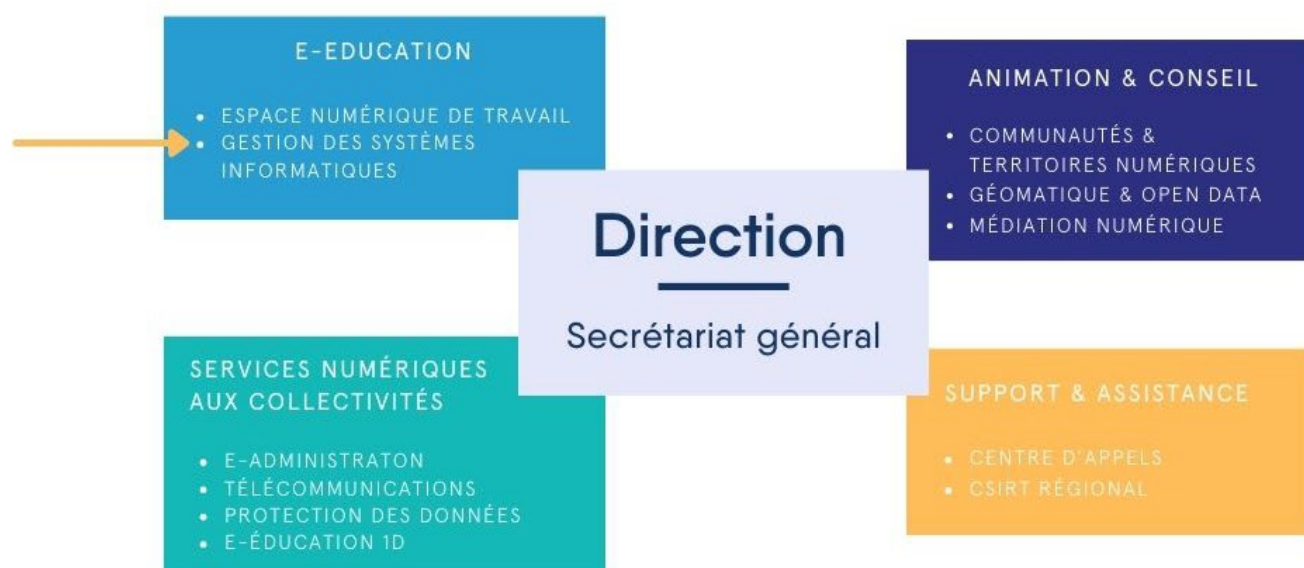 E-EDUCATION
• ESPACE NUMÉRIQUE DE TRAVAIL
• GESTION DES SYSTÈMES
INFORMATIQUES
ANIMATION & CONSEIL
• COMMUNAUTÉS &
TERRITOIRES NUMÉRIQUES
• GÉOMATIQUE & OPEN DATA
• MÉDIATION NUMÉRIQUE
Direction
Secrétariat général
SERVICES NUMÉRIQUES
AUX COLLECTIVITÉS
• E-ADMINISTRATON
• TÉLÉCOMMUNICATIONS
• PROTECTION DES DONNÉES
• E-ÉDUCATION 1D
SUPPORT & ASSISTANCE
• CENTRE D'APPELS
• CSIRT RÉGIONAL